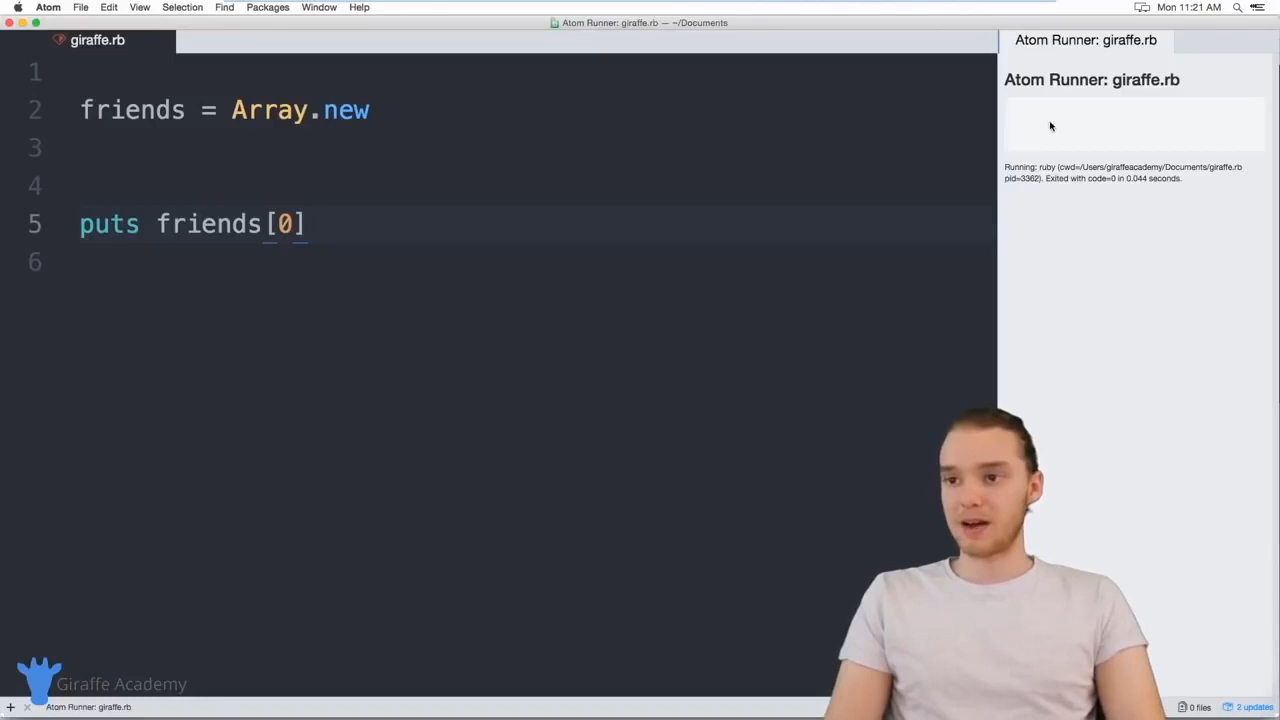 Atom File Edit View Selection Find Packages Window Help
Mon 11:21 AM
Atom Runner: giraffe.rb — ~/Documents
giraffe.rb
Atom Runner: giraffe.rb
1
2 friends = Array.new
3
4
5 puts friends[0]
6
Atom Runner: giraffe.rb
Running: ruby (cwd=/Users/giraffeacademy/Documents/giraffe.rb
pid=3362). Exited with code=0 in 0.044 seconds.
Giraffe Academy
+ × Atom Runner: giraffe.rb
0 files 2 updates